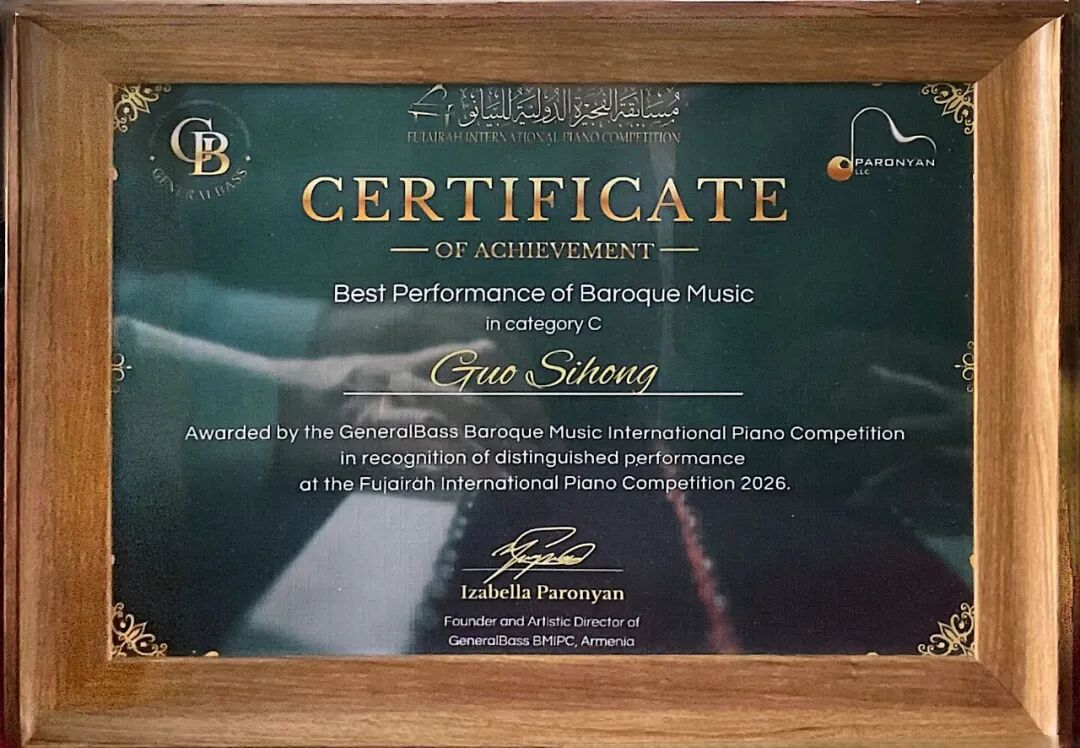 مسابقة الفجيرة الدولية للبيانو
FUJAIRAH INTERNATIONAL PIANO COMPETITION
GB
GENERALBASS
PARONYAN
LLC
CERTIFICATE
OF ACHIEVEMENT
Best Performance of Baroque Music
in category C
Guo Sihong
Awarded by the GeneralBass Baroque Music International Piano Competition
in recognition of distinguished performance
at the Fujairah International Piano Competition 2026.
Izabella Paronyan
Founder and Artistic Director of
GeneralBass BMIPC, Armenia